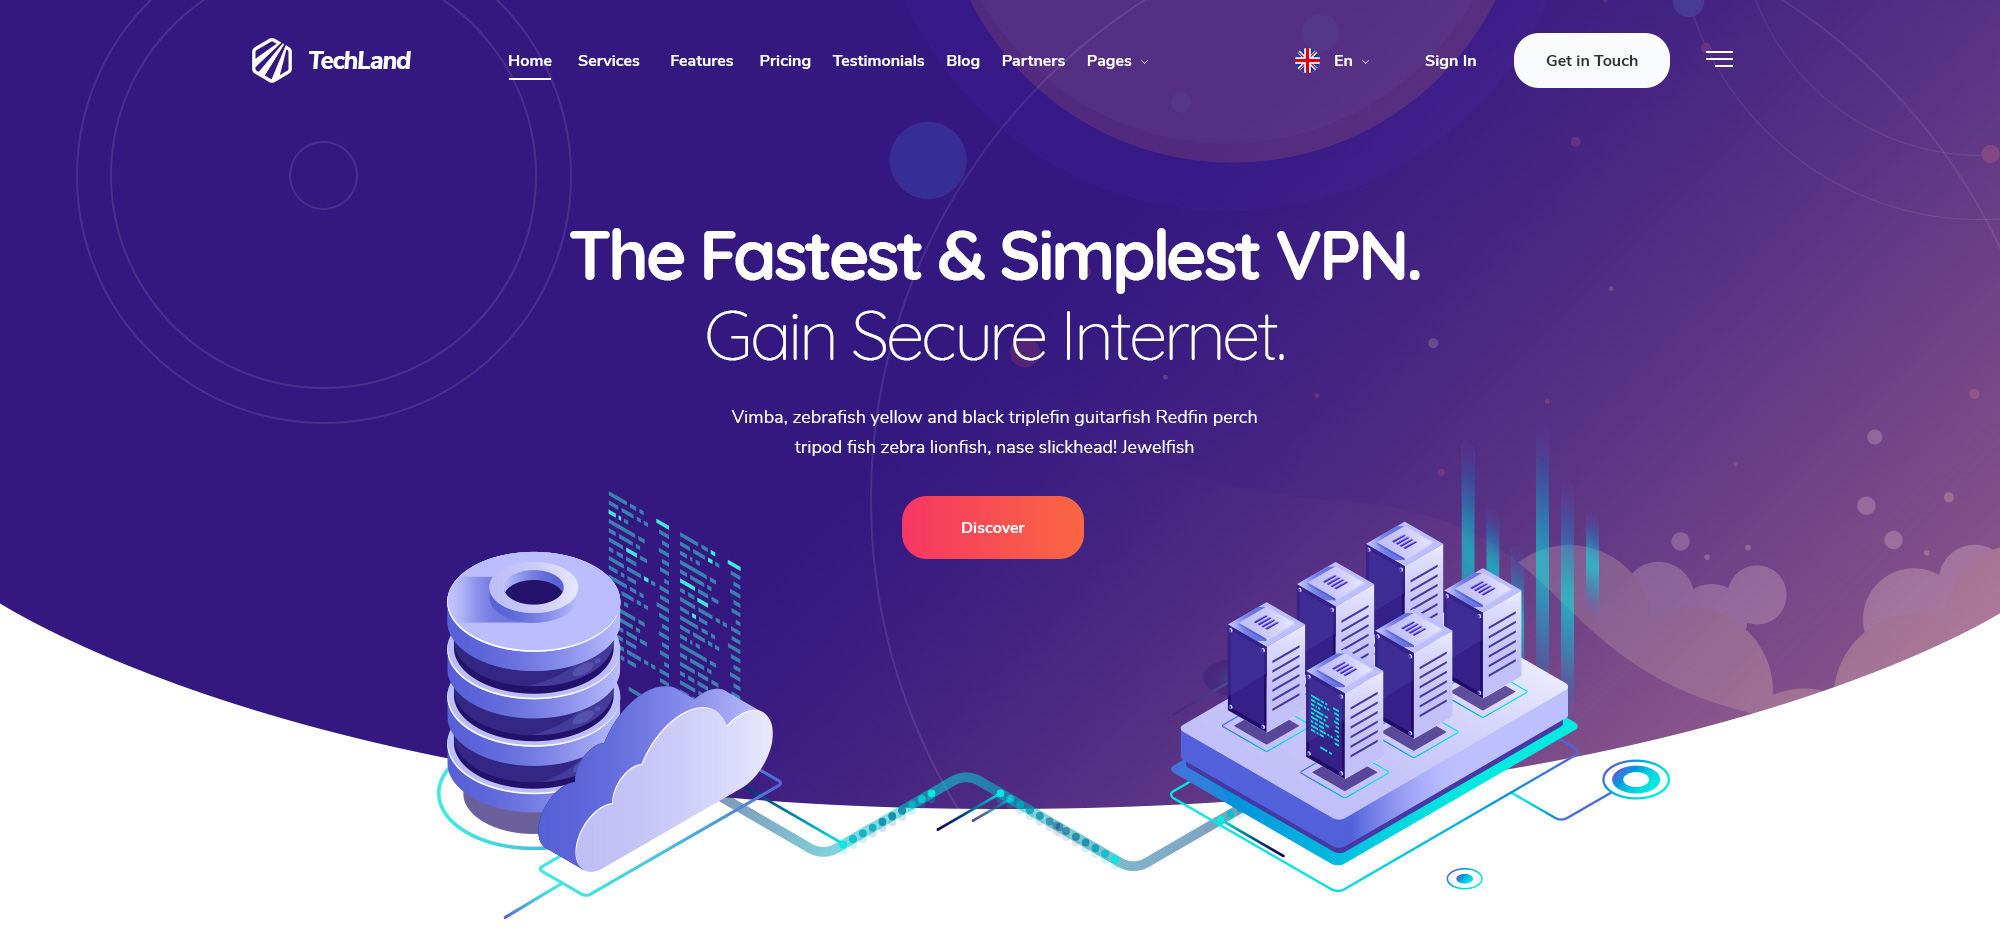 TechLand
Home Services Features Pricing Testimonials Blog Partners Pages
En
Sign In
Get in Touch
The Fastest & Simplest VPN.
Gain Secure Internet.
Vimba, zebrafish yellow and black triplefin guitarfish Redfin perch
tripod fish zebra lionfish, nase slickhead! Jewelfish
Discover